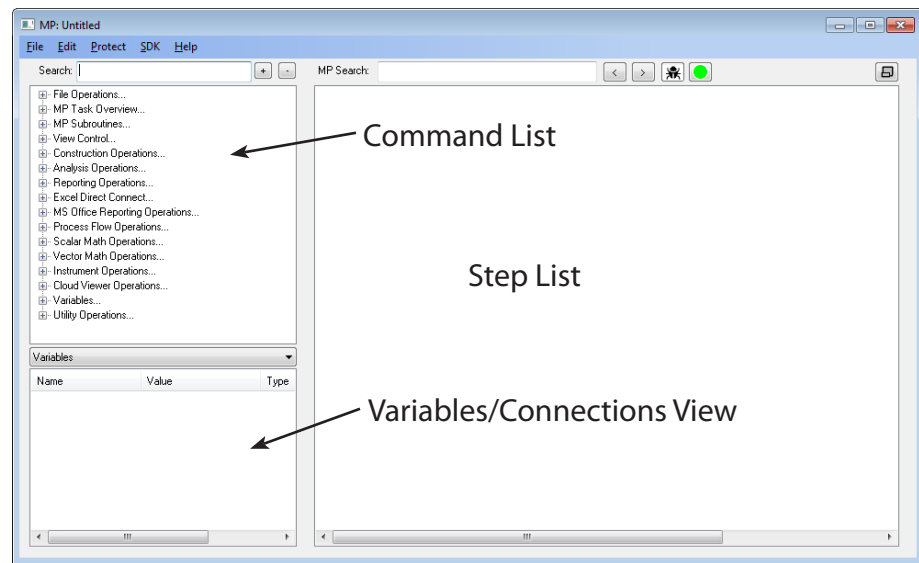 MP: Untitled
File Edit Protect SDK Help
Search: + - MP Search: < >
File Operations...
MP Task Overview...
MP Subroutines...
View Control...
Construction Operations...
Analysis Operations...
Reporting Operations...
Excel Direct Connect...
MS Office Reporting Operations...
Process Flow Operations...
Scalar Math Operations...
Vector Math Operations...
Instrument Operations...
Cloud Viewer Operations...
Variables...
Utility Operations...
Command List
Step List
Variables
Name Value Type
Variables/Connections View